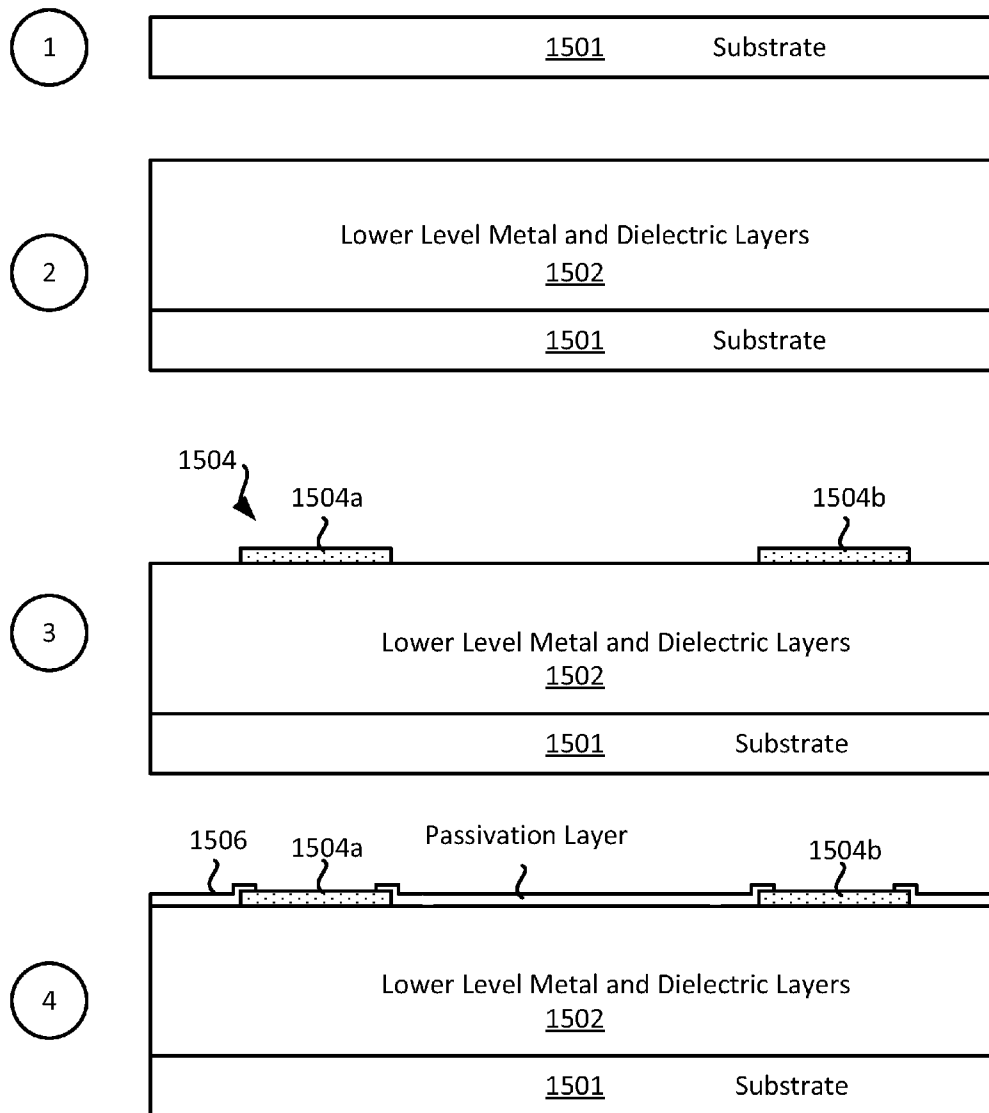 1
1501 Substrate
Lower Level Metal and Dielectric Layers
2
1502
1501 Substrate
1504
1504a 1504b
3
Lower Level Metal and Dielectric Layers
1502
1501 Substrate
1506 1504a Passivation Layer 1504b
4
Lower Level Metal and Dielectric Layers
1502
1501 Substrate